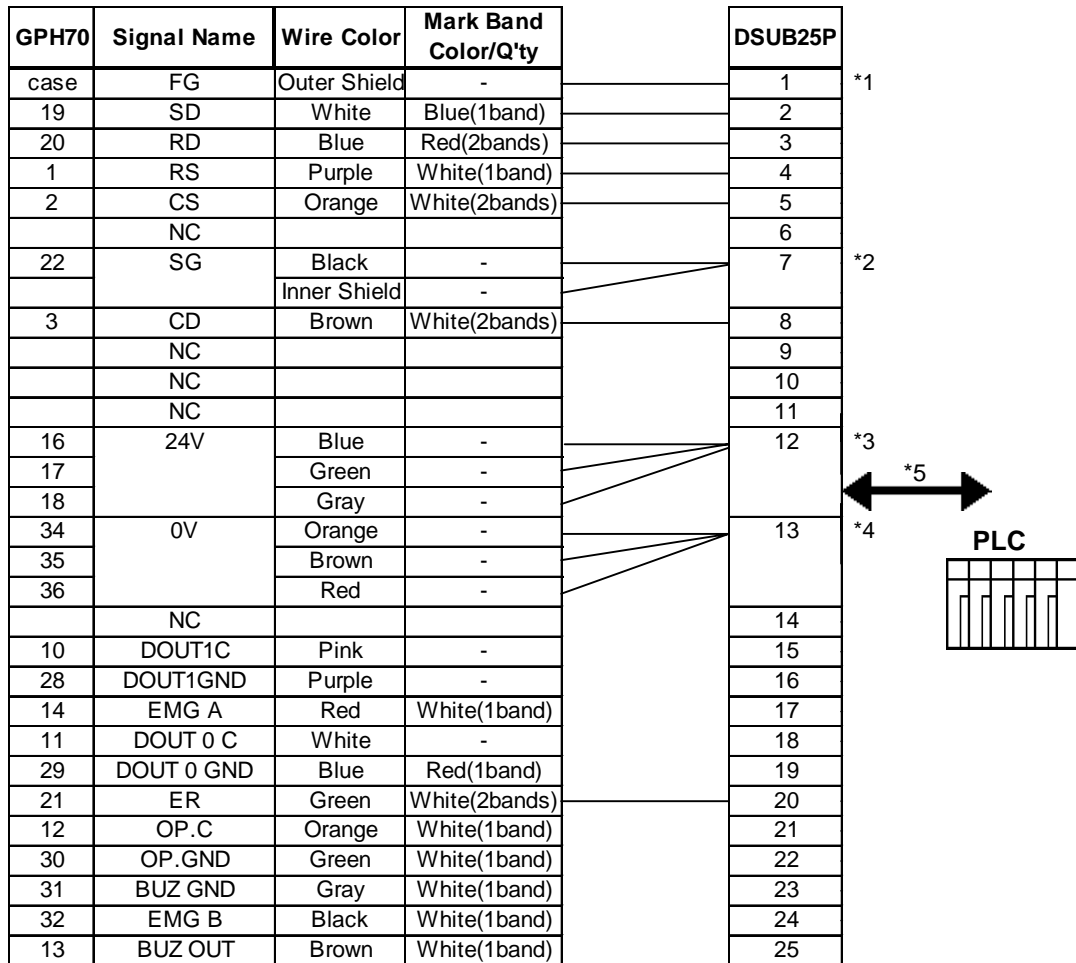 GPH70 Signal Name Wire Color Mark Band Color/Q'ty DSUB25P
case FG Outer Shield - 1 *1
19 SD White Blue(1band) 2
20 RD Blue Red(2bands) 3
1 RS Purple White(1band) 4
2 CS Orange White(2bands) 5
NC 6
22 SG Black - 7 *2
Inner Shield -
3 CD Brown White(2bands) 8
NC 9
NC 10
NC 11
16 24V Blue - 12 *3
17 Green - *5
18 Gray -
34 0V Orange - 13 *4
35 Brown - PLC
36 Red -
NC 14
10 DOUT1C Pink - 15
28 DOUT1GND Purple - 16
14 EMG A Red White(1band) 17
11 DOUT 0 C White - 18
29 DOUT 0 GND Blue Red(1band) 19
21 ER Green White(2bands) 20
12 OP.C Orange White(1band) 21
30 OP.GND Green White(1band) 22
31 BUZ GND Gray White(1band) 23
32 EMG B Black White(1band) 24
13 BUZ OUT Brown White(1band) 25